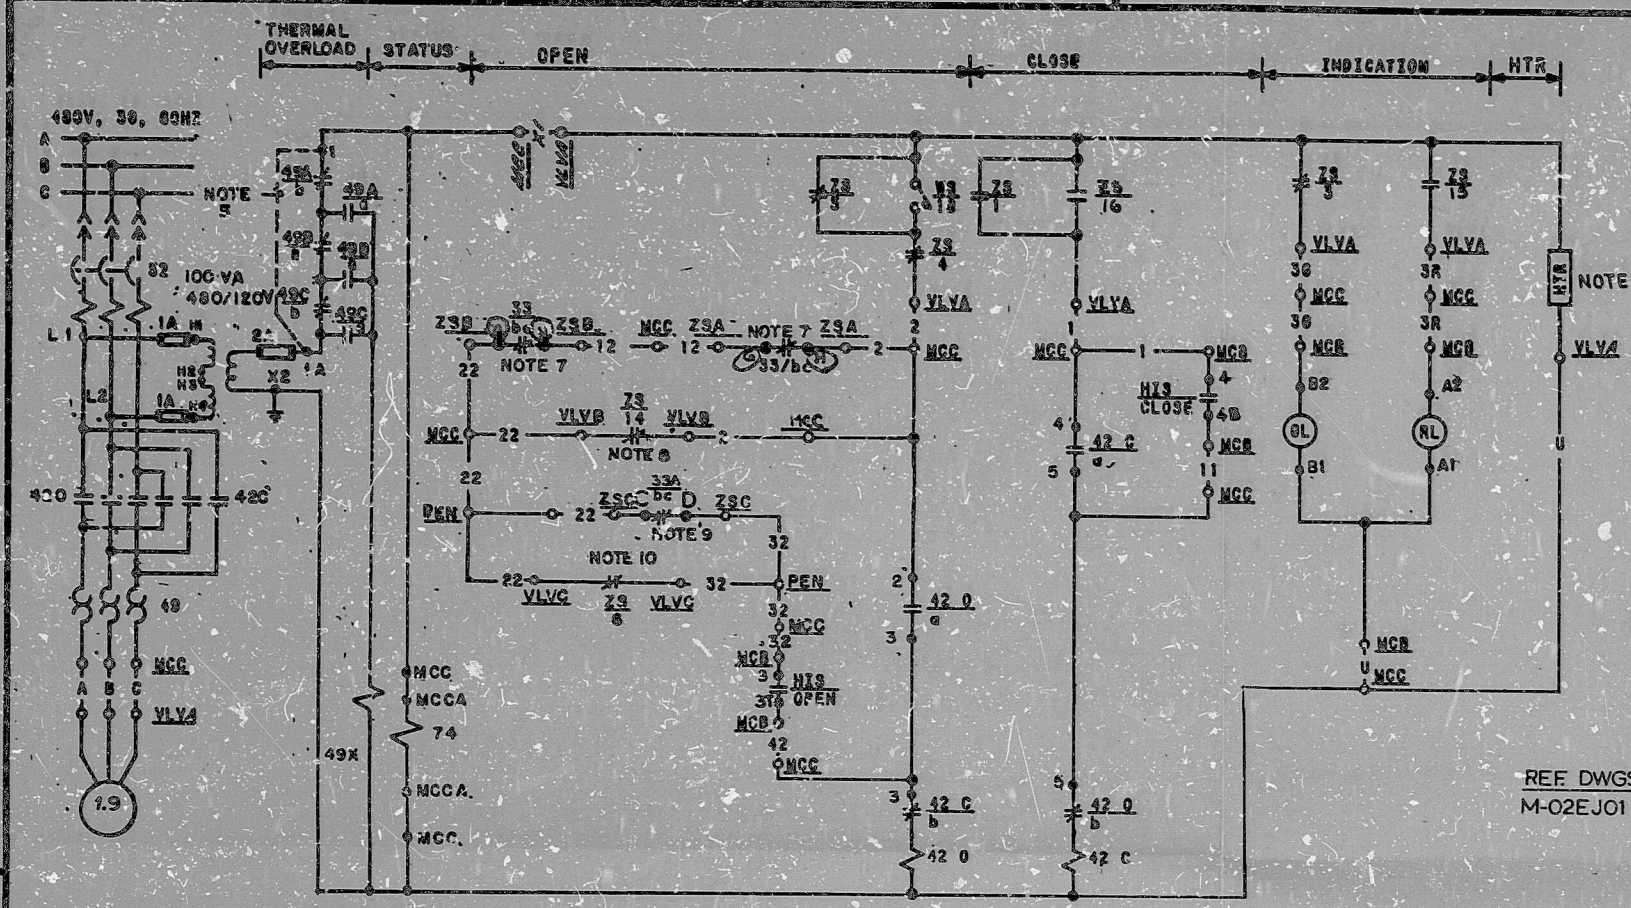 THERMAL
OVERLOAD
STATUS
OPEN
CLOSE
INDICATION
HTR
480V, 30, 60HZ
A
B
C
NOTE
5
1
49A
b
49A
a
49B
49B
49C
b
49C
52
100 VA
480/120V
L1
1A
2A
1A
H2
H3
X2
L2
1A
H4
42O
42C
49
MCC
A
B
C
VLVA
1.9
49X
MCC
MCCA
74
MCCA.
MCC.
MCC
X
VLVA
ZS
16
ZS
4
VLVA
2
MCC
ZSB
33
bc
ZSB
12
MCC
12
ZSA
NOTE 7
ZSA
2
NOTE 7
33/bc
22
MCC
22
VLVB
ZS
14
VLVB
2
MCC
NOTE 8
22
PEN
22
ZSC
C
33A
bc
D
ZSC
NOTE 9
32
NOTE 10
22
32
PEN
VLVC
ZS
VLVC
32
MCC
32
MCB
3
HIS
OPEN
MCB
42
MCC
2
42 O
a
3
3
42 C
b
42 O
ZS
1
VLVA
1
MCC
1
MCB
4
HIS
CLOSE
4B
MCB
11
MCC
4
42 C
a
5
5
42 O
b
42 C
ZS
3
VLVA
3G
MCC
3G
MCB
B2
GL
B1
ZS
15
VLVA
3R
MCC
3R
MCB
A2
RL
A1
MCB
U
MCC
HTR
NOTE
VLVA
U
REF. DWGS
M-02EJ01